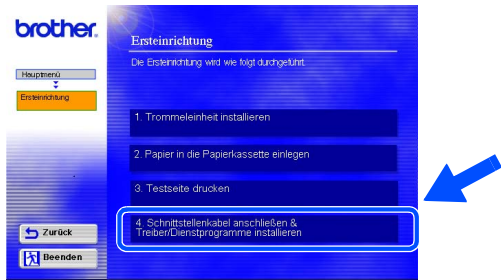 brother.
Hauptmenü
Ersteinrichtung
Ersteinrichtung
Die Ersteinrichtung wird wie folgt durchgeführt.
1. Trommeleinheit installieren
2. Papier in die Papierkassette einlegen
3. Testseite drucken
4. Schnittstellenkabel anschließen &
Treiber/Dienstprogramme installieren
Zurück
Beenden